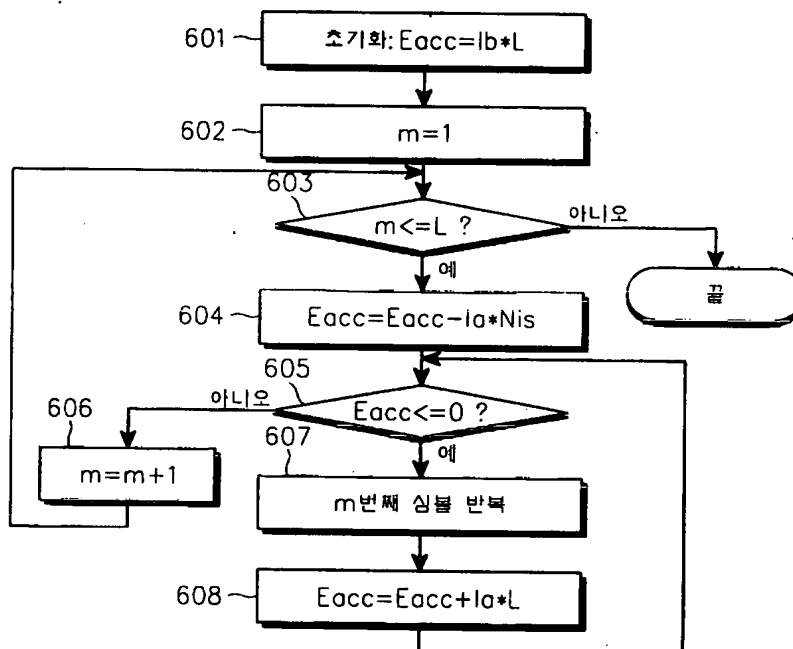 601
초기화: Eacc=Ib*L
602
m=1
603
m<=L ?
아니오
예
끝
604
Eacc=Eacc-Ia*Nis
605
아니오
Eacc<=0 ?
606
m=m+1
607
예
m번째 심볼 반복
608
Eacc=Eacc+Ia*L